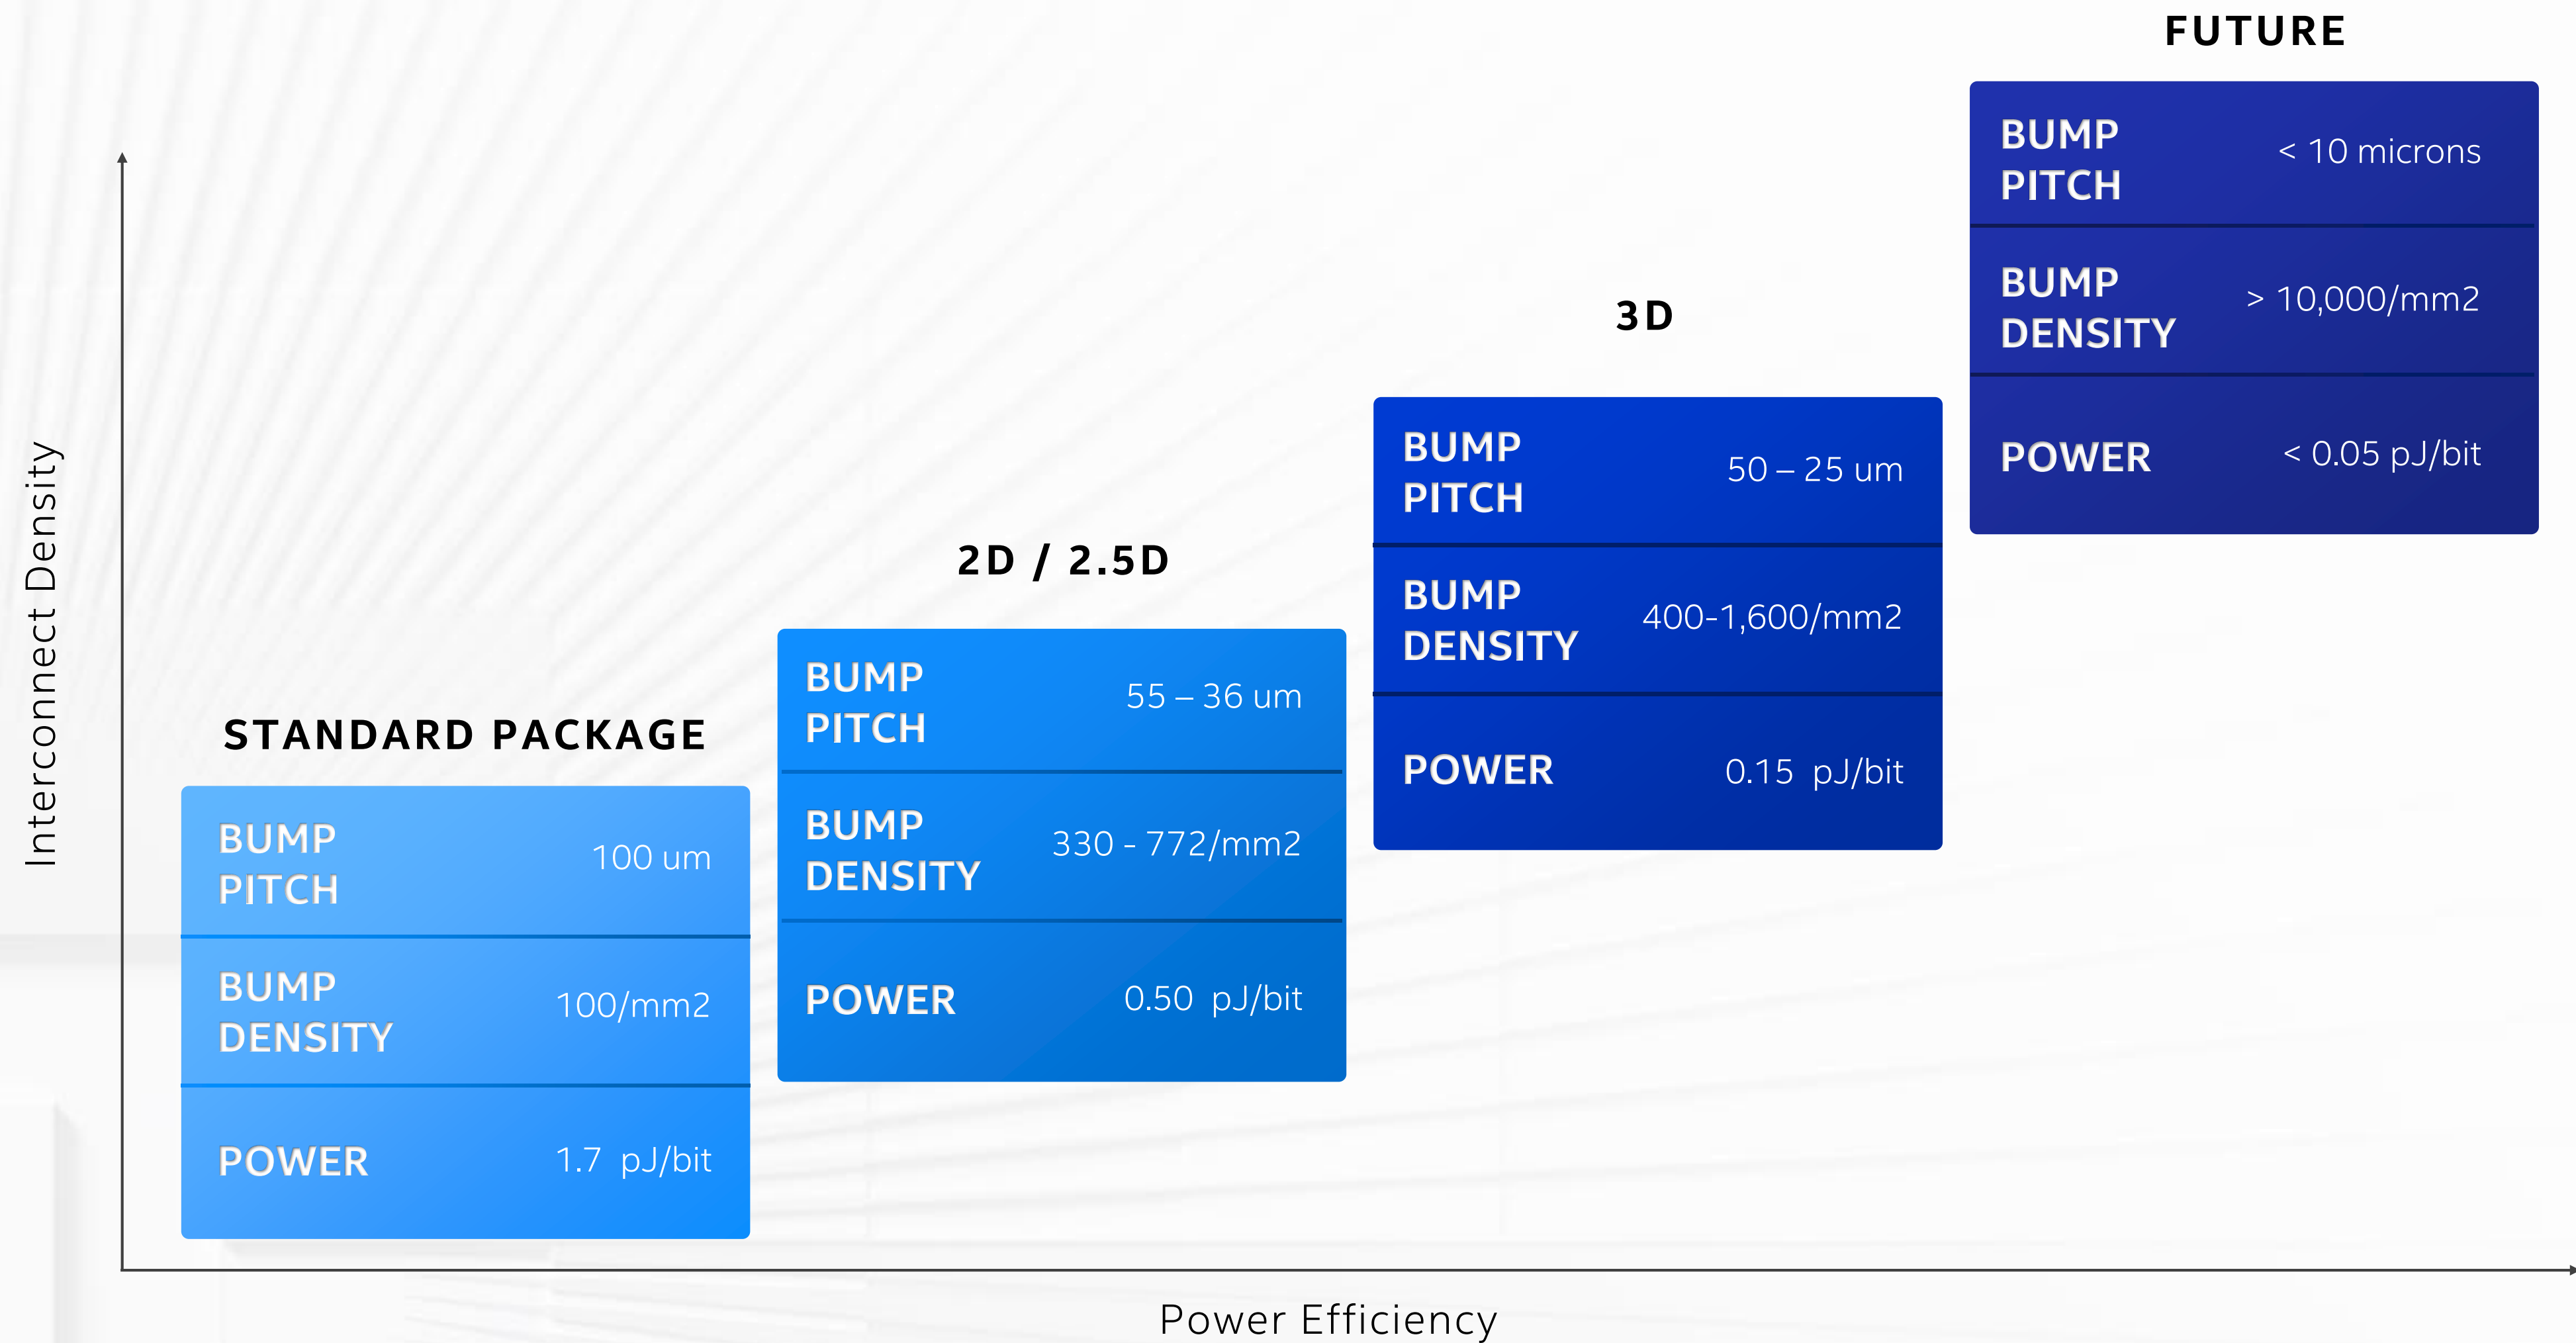 FUTURE
BUMP
PITCH
< 10 microns
BUMP
DENSITY
> 10,000/mm2
POWER
< 0.05 pJ/bit
3D
BUMP
PITCH
50 – 25 um
BUMP
DENSITY
400-1,600/mm2
POWER
0.15 pJ/bit
2D / 2.5D
BUMP
PITCH
55 – 36 um
BUMP
DENSITY
330 - 772/mm2
POWER
0.50 pJ/bit
STANDARD PACKAGE
BUMP
PITCH
100 um
BUMP
DENSITY
100/mm2
POWER
1.7 pJ/bit
Interconnect Density
Power Efficiency